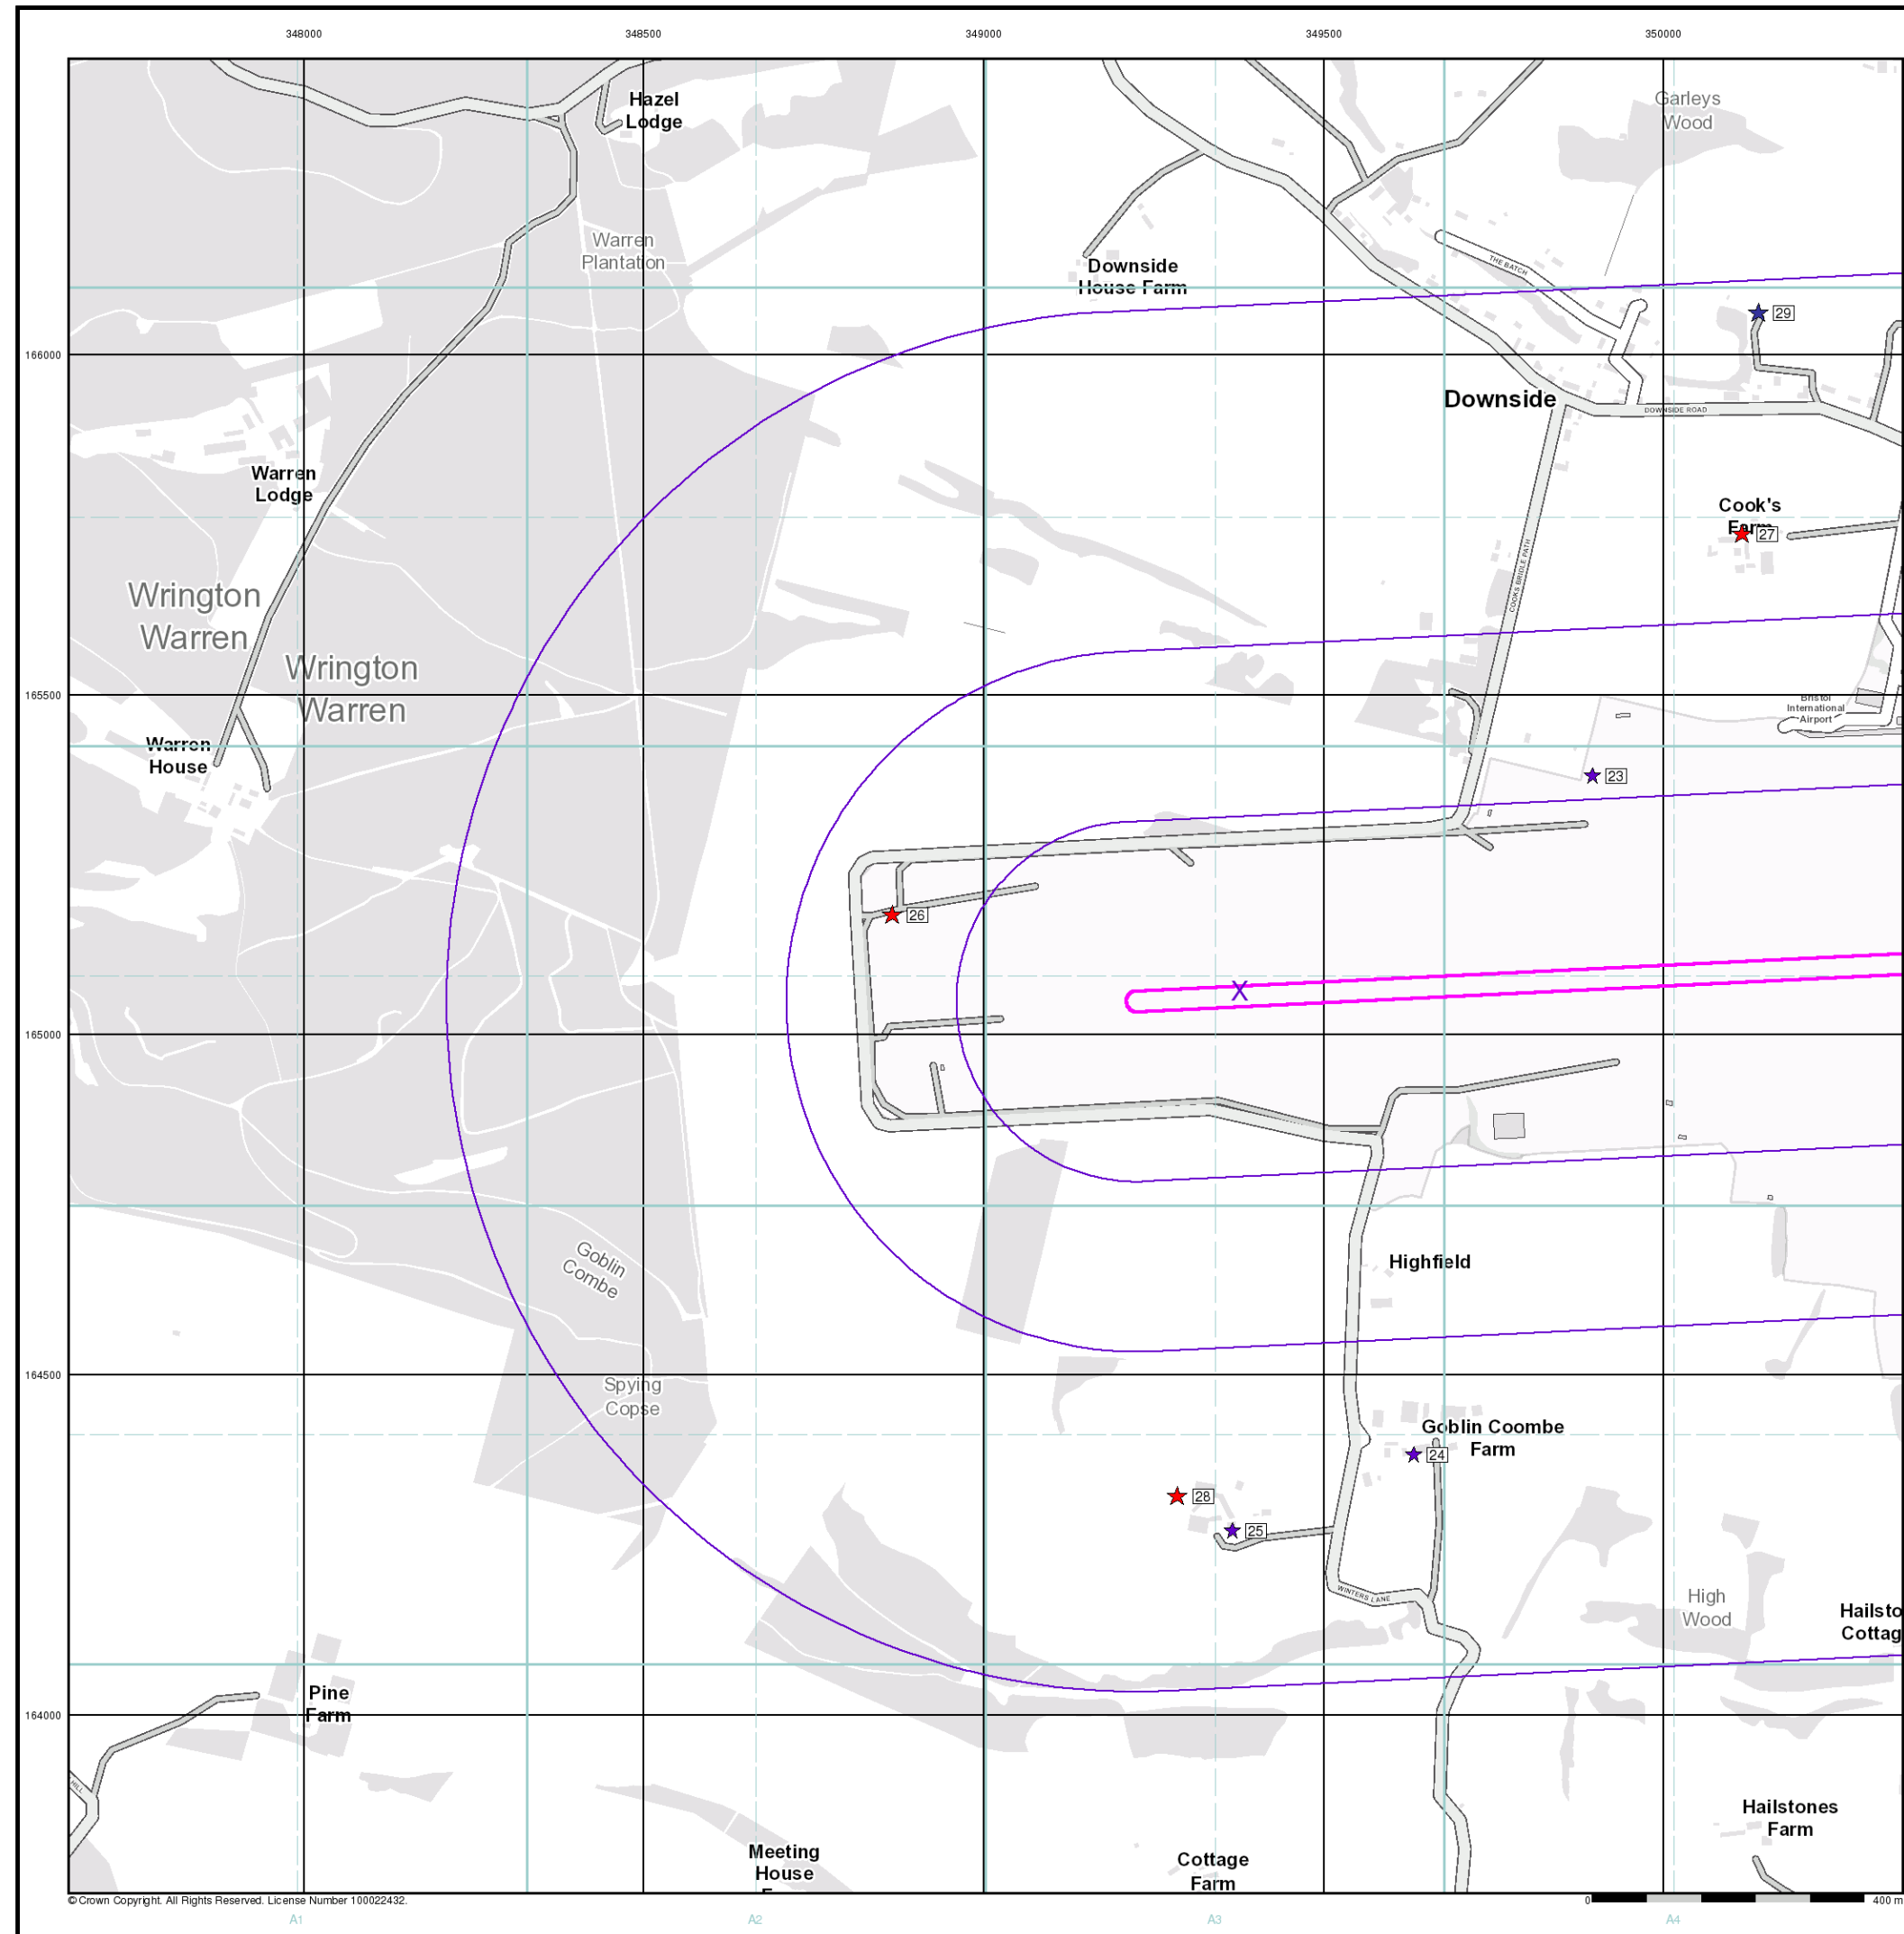 348000 348500 349000 349500 350000
Hazel
Lodge
Garleys
Wood
Warren
Plantation
Downside
House Farm
THE BATCH
29
166000
Downside
DOWNSIDE ROAD
Warren
Lodge
Cook's
Farm
27
COOKS BRIDLE PATH
Wrington
Warren
Wrington
Warren
165500
Bristol
International
Airport
Warren
House
23
26
X
165000
Goblin
Combe
Highfield
164500
Spying
Copse
Goblin Coombe
Farm
24
28
25
WINTERS LANE
High
Wood
Hailsto
Cottag
Pine
Farm
164000
HILL
Hailstones
Farm
Meeting
House
Cottage
Farm
© Crown Copyright. All Rights Reserved. License Number 100022432.
0 400 m
A1 A2 A3 A4